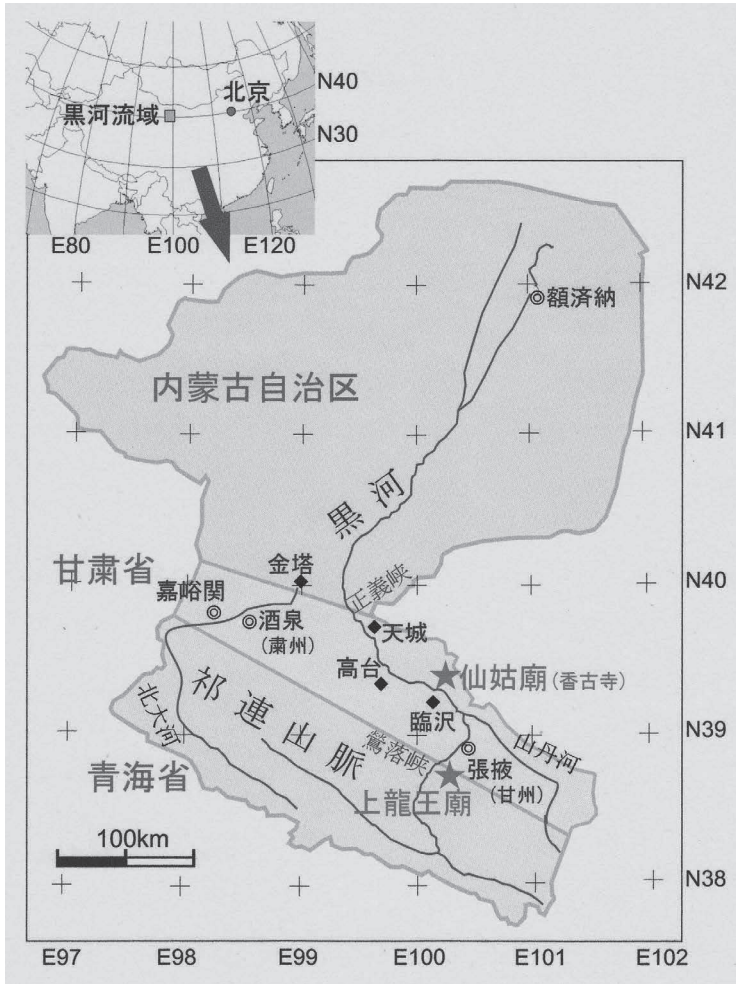 N40
北京
黒河流域
N30
E80
E100
E120
N42
額済納
内蒙古自治区
N41
黒河
甘粛省
金塔
正義峡
N40
嘉峪関
酒泉
(粛州)
天城
高台
仙姑廟(香古寺)
臨沢
北大河
祁連山脈
N39
山丹河
鶯落峡
張掖
(甘州)
青海省
上龍王廟
100km
N38
E97
E98
E99
E100
E101
E102